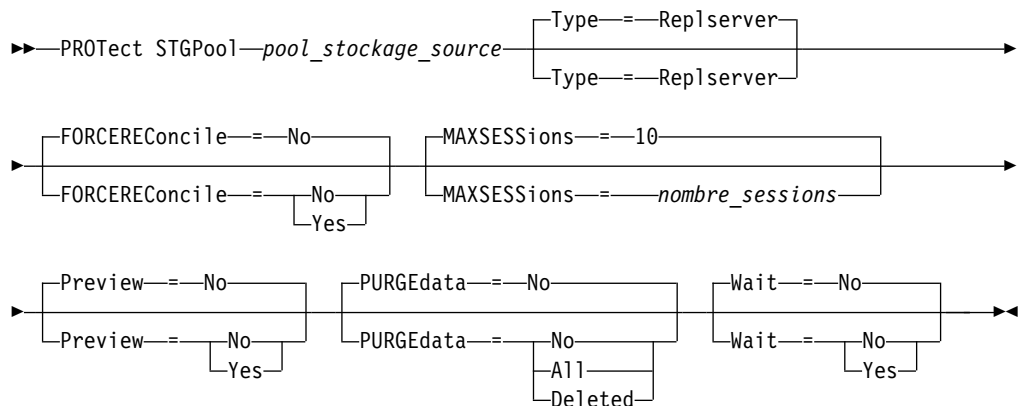 Type = Replserver
PROTect STGPool pool_stockage_source
Type = Replserver
FORCEREConcile = No
MAXSESSions = 10
FORCEREConcile = No
Yes
MAXSESSions = nombre_sessions
Preview = No
PURGEdata = No
Wait = No
Preview = No
Yes
PURGEdata = No
All
Deleted
Wait = No
Yes